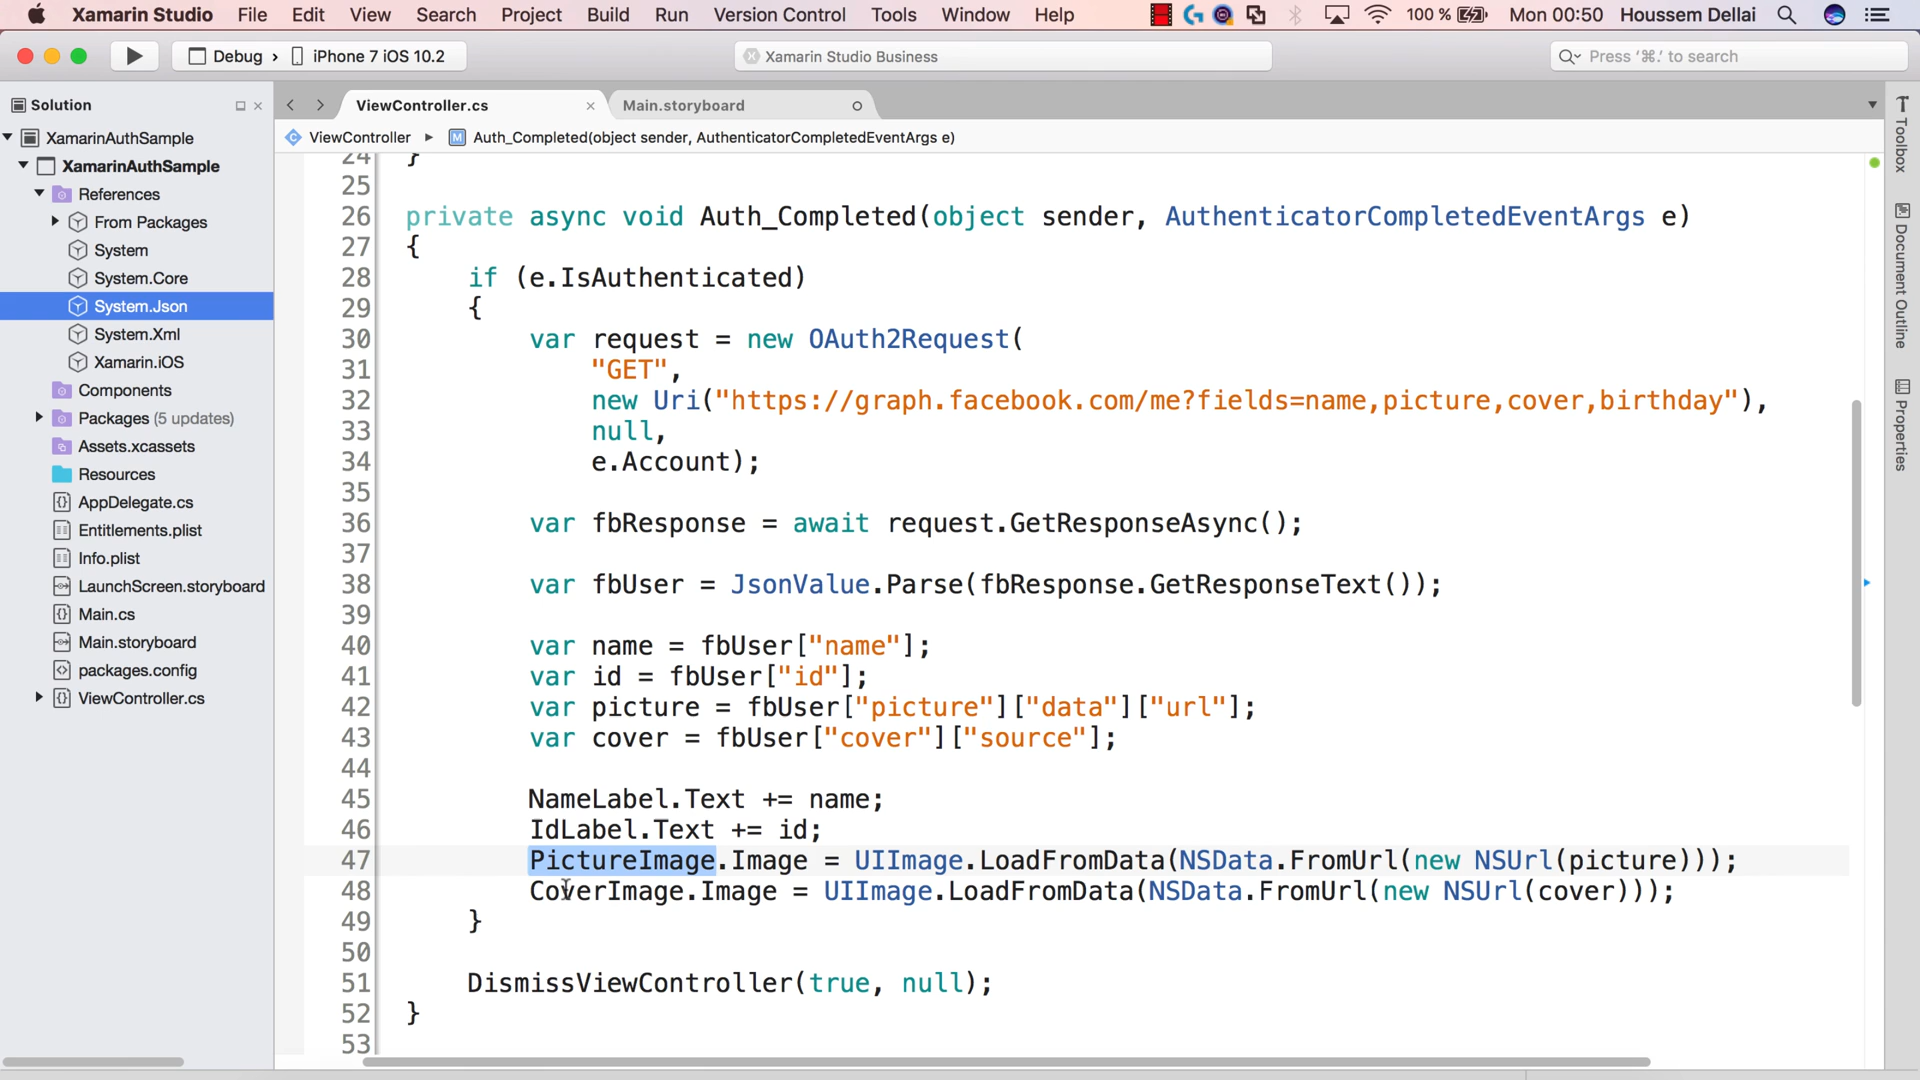 Xamarin Studio File Edit View Search Project Build Run Version Control Tools Window Help 100 % Mon 00:50 Houssem Dellai
Debug › iPhone 7 iOS 10.2 Xamarin Studio Business Press ‘⌘.’ to search
Solution
XamarinAuthSample
XamarinAuthSample
References
From Packages
System
System.Core
System.Json
System.Xml
Xamarin.iOS
Components
Packages (5 updates)
Assets.xcassets
Resources
AppDelegate.cs
Entitlements.plist
Info.plist
LaunchScreen.storyboard
Main.cs
Main.storyboard
packages.config
ViewController.cs
ViewController.cs Main.storyboard
ViewController ▶ M Auth_Completed(object sender, AuthenticatorCompletedEventArgs e)
24 }
25
26 private async void Auth_Completed(object sender, AuthenticatorCompletedEventArgs e)
27 {
28 if (e.IsAuthenticated)
29 {
30 var request = new OAuth2Request(
31 "GET",
32 new Uri("https://graph.facebook.com/me?fields=name,picture,cover,birthday"),
33 null,
34 e.Account);
35
36 var fbResponse = await request.GetResponseAsync();
37
38 var fbUser = JsonValue.Parse(fbResponse.GetResponseText());
39
40 var name = fbUser["name"];
41 var id = fbUser["id"];
42 var picture = fbUser["picture"]["data"]["url"];
43 var cover = fbUser["cover"]["source"];
44
45 NameLabel.Text += name;
46 IdLabel.Text += id;
47 PictureImage.Image = UIImage.LoadFromData(NSData.FromUrl(new NSUrl(picture)));
48 CoverImage.Image = UIImage.LoadFromData(NSData.FromUrl(new NSUrl(cover)));
49 }
50
51 DismissViewController(true, null);
52 }
53
Toolbox
Document Outline
Properties